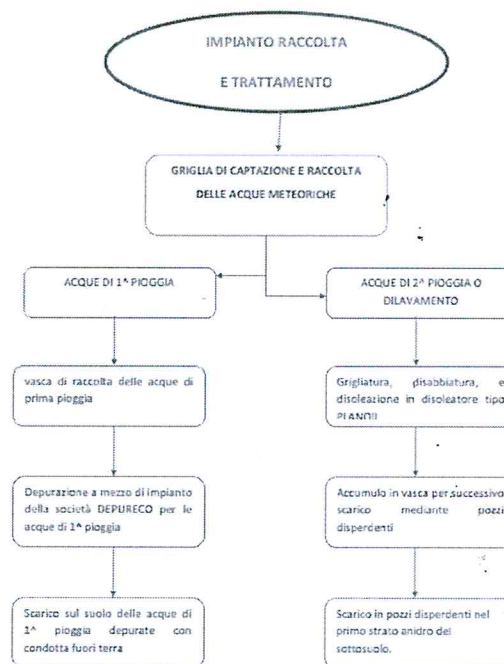 IMPIANTO RACCOLTA
E TRATTAMENTO
GRIGLIA DI CAPTAZIONE E RACCOLTA
DELLE ACQUE METEORICHE
ACQUE DI 1^ PIOGGIA
ACQUE DI 2^ PIOGGIA O
DILAVAMENTO
vasca di raccolta delle acque di
prima pioggia
Grigliatura, disabbiatura, e
disoleazione in disoleatore tipo
Depurazione a mezzo di impianto
della società DEPURECO per le
acque di 1^ pioggia
Accumulo in vasca per successivo
scarico mediante pozzi
disperdenti
Scarico sul suolo delle acque di
1^ pioggia depurate con
condotta fuori terra
Scarico in pozzi disperdenti nel
primo strato anidro del
sottosuolo.